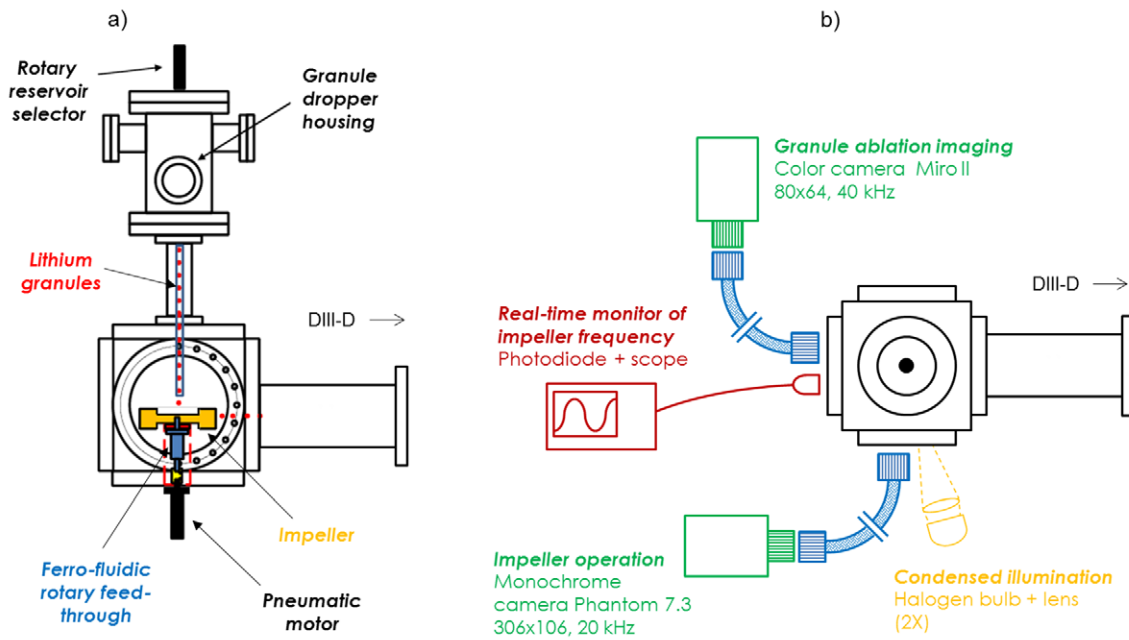 a)
Rotary
reservoir
selector
Granule
dropper
housing
Lithium
granules
DIII-D
Impeller
Ferro-fluidic
rotary feed-
through
Pneumatic
motor
b)
Granule ablation imaging
Color camera Miro II
80x64, 40 kHz
DIII-D
Real-time monitor of
impeller frequency
Photodiode + scope
Impeller operation
Monochrome
camera Phantom 7.3
306x106, 20 kHz
Condensed illumination
Halogen bulb + lens
(2X)